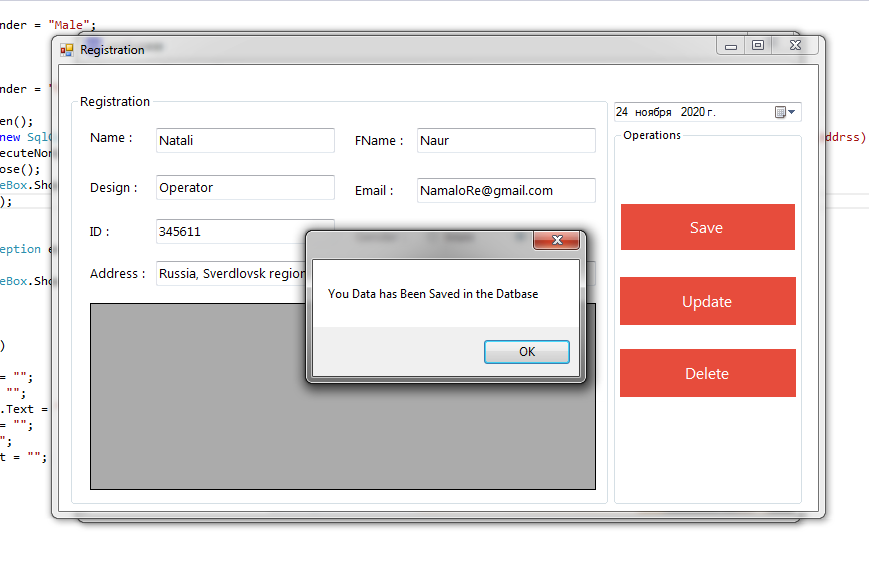 nder = "Male";
Registration
nder = "
en();
new SqlC
ddrss)
ecuteNon
ose();
eBox.Sho
);
eption e
eBox.Sho
)
= "";
"";
.Text =
= "";
";
t = "";
Registration
Name :
Natali
FName :
Naur
Design :
Operator
Email :
NamaloRe@gmail.com
ID :
345611
Address :
Russia, Sverdlovsk region
You Data has Been Saved in the Datbase
OK
24 ноября 2020 г.
Operations
Save
Update
Delete